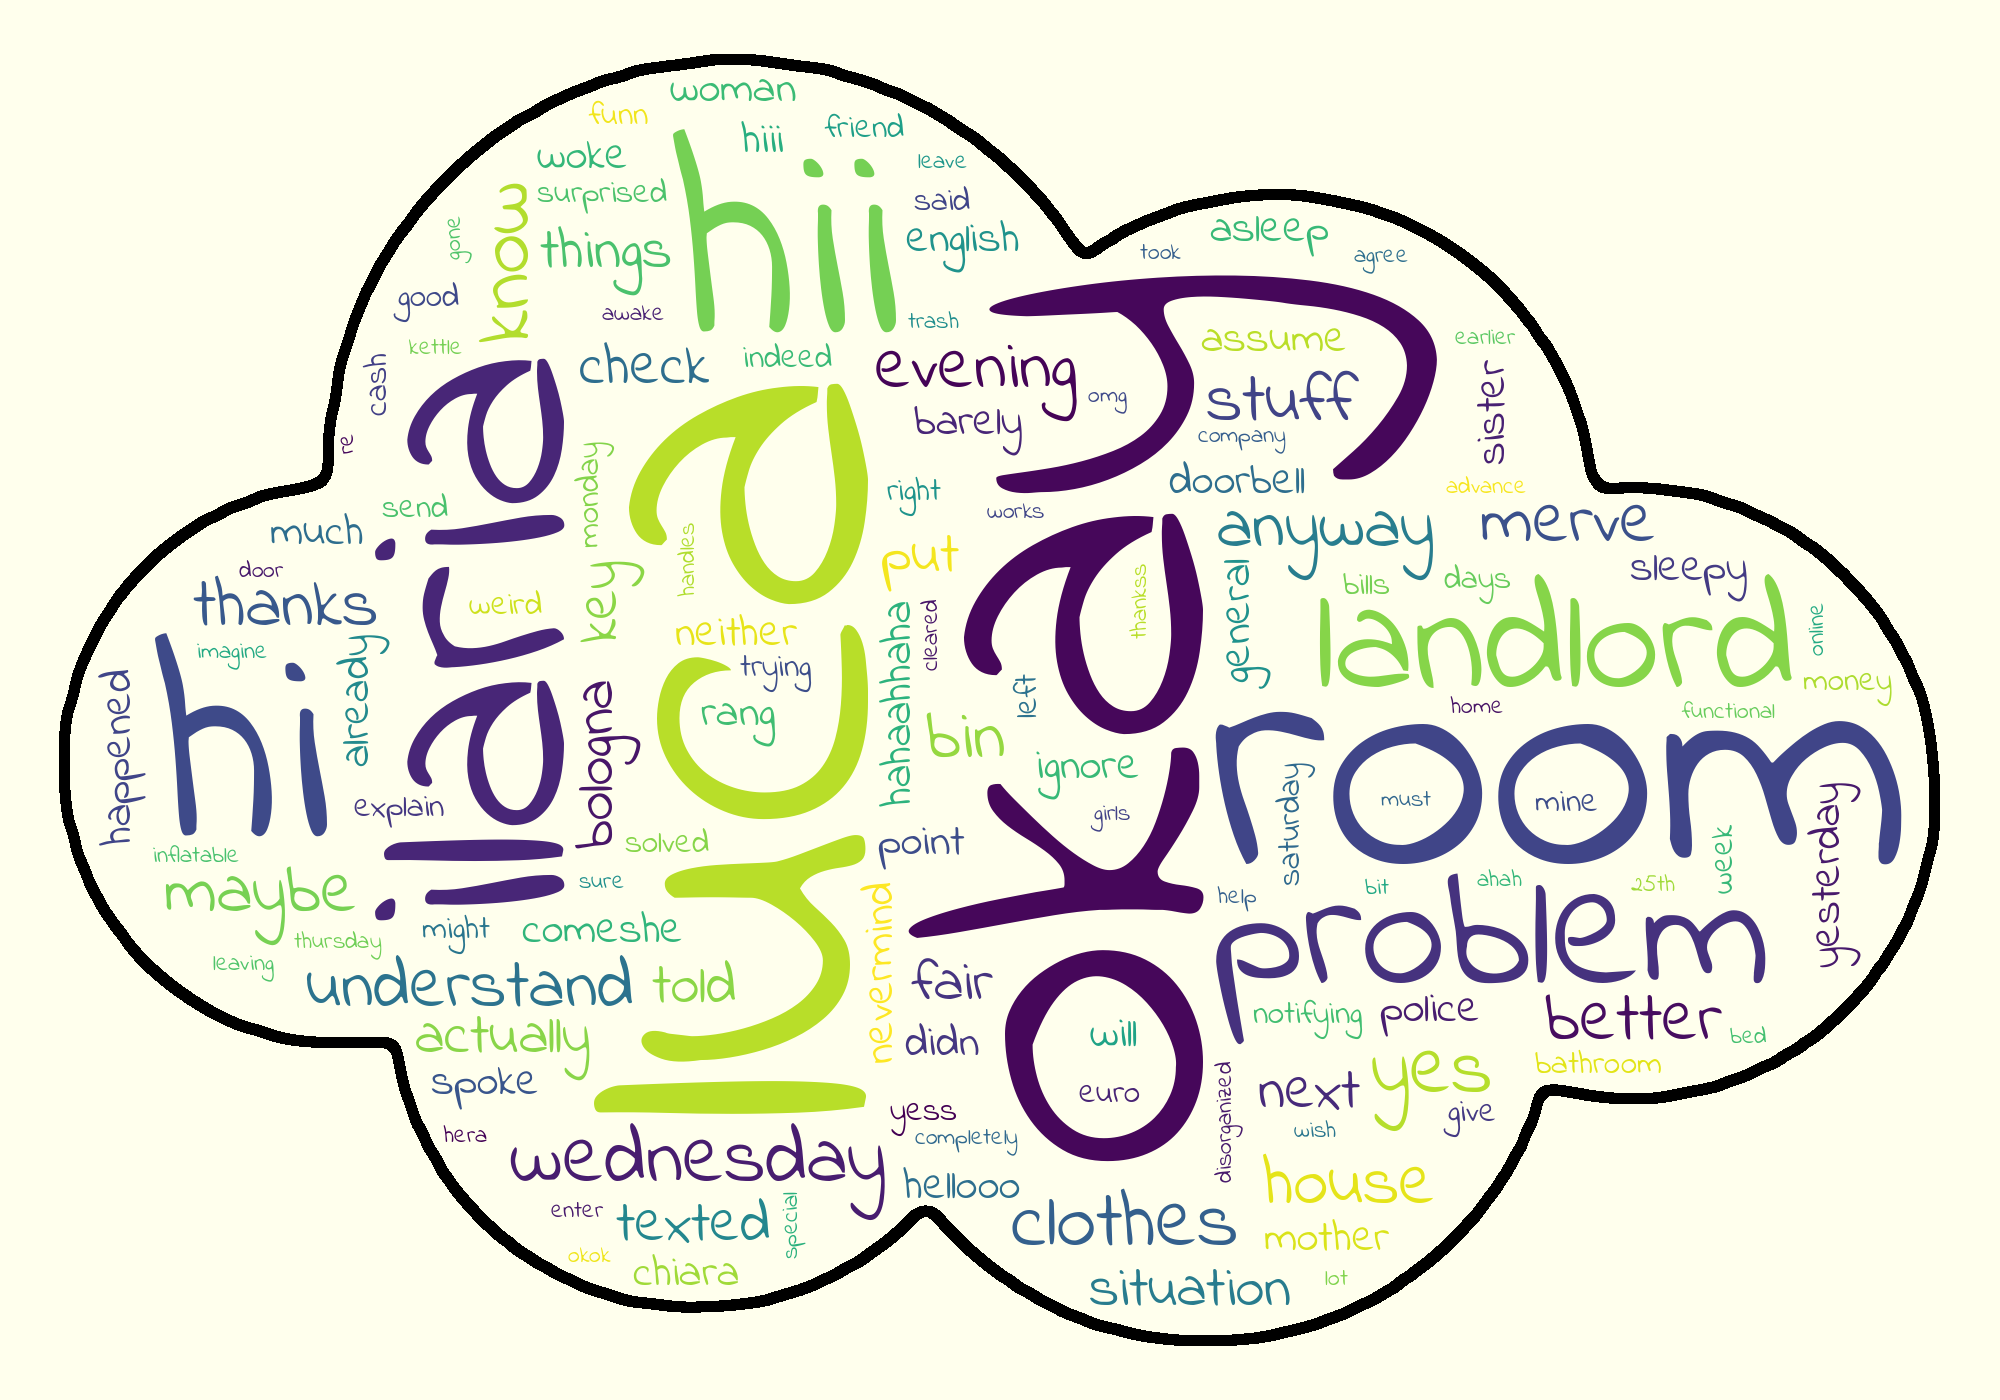 woman
funn
hiii
friend
woke
leave
surprised
said
hii
know
gone
things
english
took
asleep
agree
good
awake
trash
kettle
check
indeed
evening
assume
earlier
cash
omg
stuff
sister
re
barely
company
ilaria
monday
doorbell
advance
send
right
works
okay
much
handles
put
anyway
merve
door
thanks
weird
key
thankss
general
bills
days
sleepy
neither
cleared
landlord
online
imagine
already
trying
hahaahhaha
left
money
hi
rang
bin
home
functional
happened
bologna
luca
ignore
room
explain
girls
saturday
must
mine
yesterday
inflatable
solved
point
week
maybe
sure
help
bit
ahah
25th
might
comeshe
nevermind
problem
thursday
leaving
understand
told
fair
notifying
police
better
actually
didn
will
bed
spoke
euro
disorganized
next
yes
bathroom
hera
yess
completely
give
wish
wednesday
hellooo
house
enter
texted
special
clothes
mother
okok
chiara
situation
lot